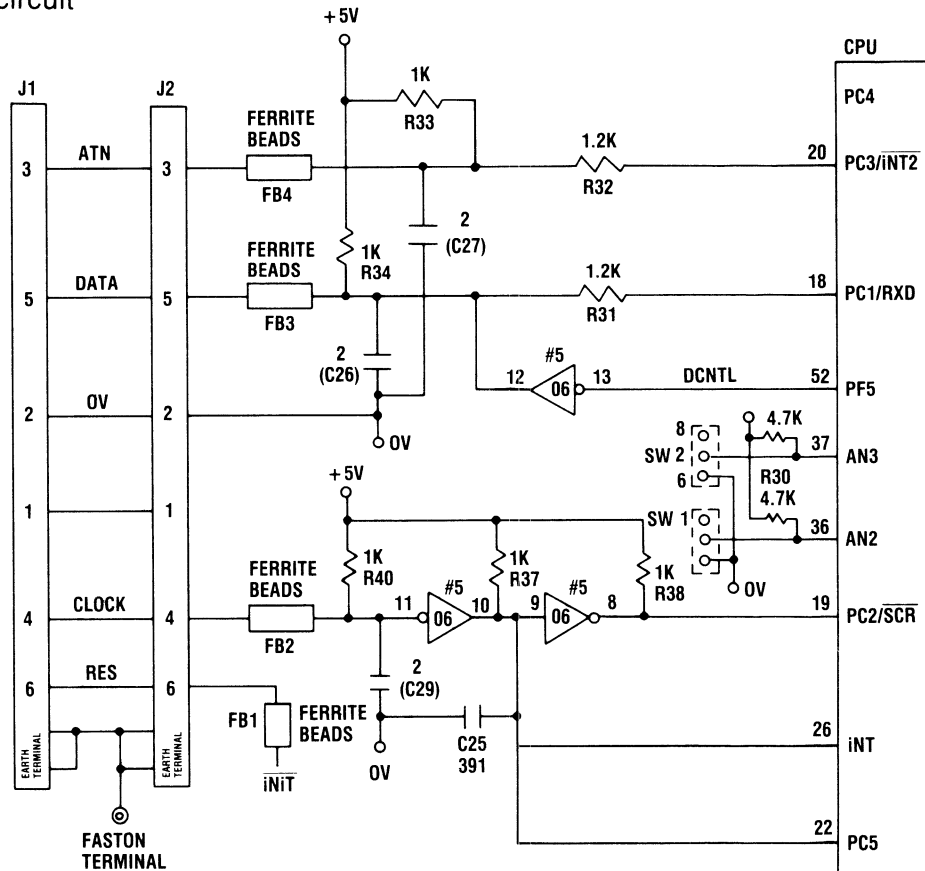 circuit
+5V
CPU
J1
J2
1K
PC4
FERRITE
BEADS
R33
ATN
1.2K
20
3
3
PC3/iNT2
FB4
R32
2
(C27)
FERRITE
BEADS
1K
R34
DATA
1.2K
18
5
5
PC1/RXD
FB3
R31
2
(C26)
#5
12
06
13
DCNTL
52
PF5
OV
2
2
OV
4.7K
8
37
SW 2
AN3
6
R30
+5V
4.7K
SW 1
36
1
1
AN2
1K
R40
1K
R37
1K
R38
OV
FERRITE
BEADS
#5
#5
CLOCK
11
10
9
8
19
4
4
06
06
PC2/SCR
FB2
RES
2
(C29)
6
6
FB1
FERRITE
BEADS
C25
391
26
iNT
OV
EARTH
TERMINAL
EARTH
TERMINAL
iNiT
22
PC5
FASTON
TERMINAL